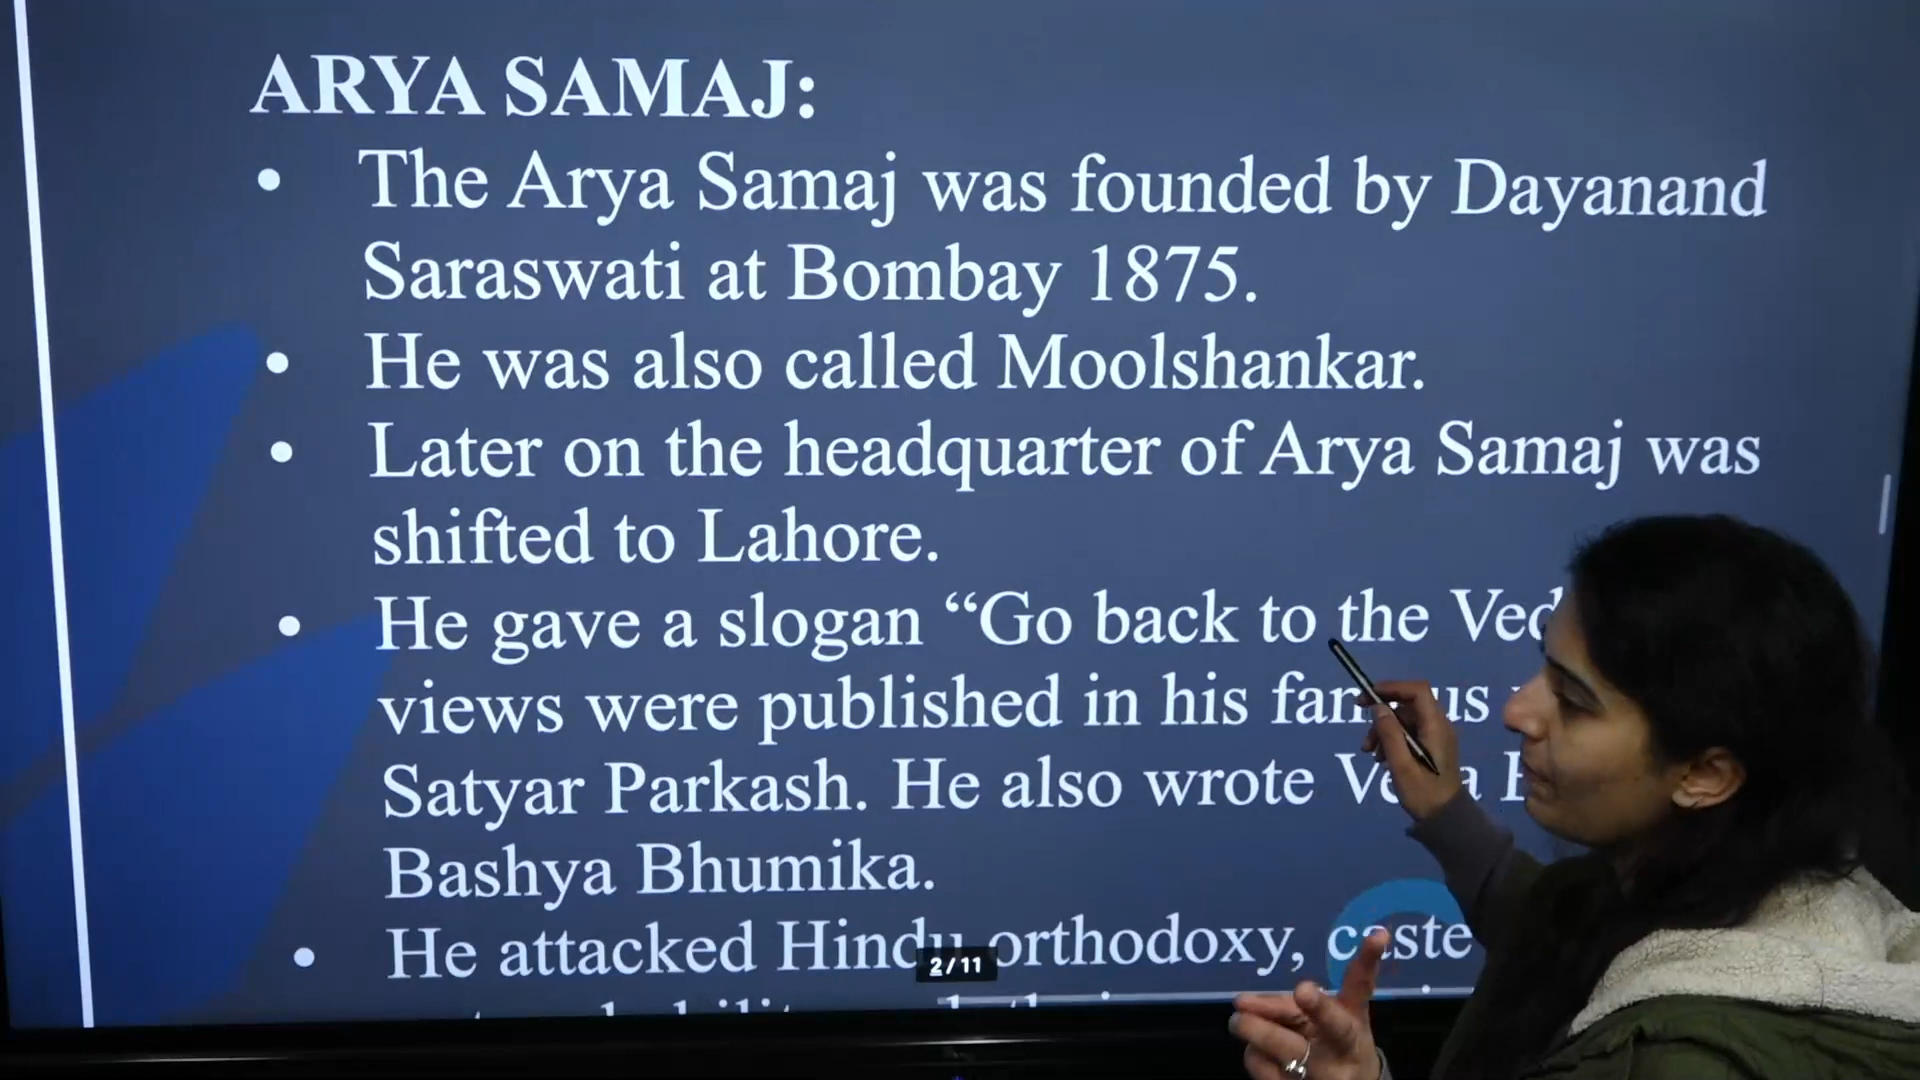 ARYA SAMAJ:
• The Arya Samaj was founded by Dayanand
Saraswati at Bombay 1875.
• He was also called Moolshankar.
• Later on the headquarter of Arya Samaj was
shifted to Lahore.
• He gave a slogan “Go back to the
views were published in his
Satyar Parkash. He also wrote
Bashya Bhumika.
• He attacked Hindu orthodoxy, caste
2/11